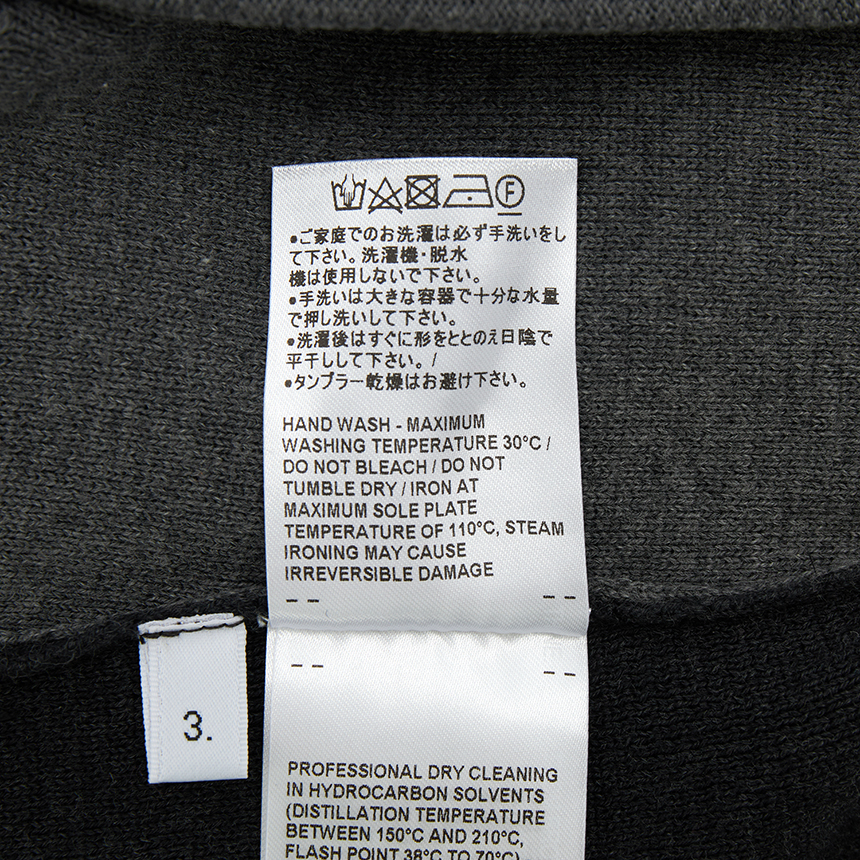 F
●ご家庭でのお洗濯は必ず手洗いをし
て下さい。洗濯機・脱水
機は使用しないで下さい。
●手洗いは大きな容器で十分な水量
で押し洗いして下さい。
●洗濯後はすぐに形をととのえ日陰で
平干しして下さい。/
●タンブラー乾燥はお避け下さい。
HAND WASH - MAXIMUM
WASHING TEMPERATURE 30°C /
DO NOT BLEACH / DO NOT
TUMBLE DRY / IRON AT
MAXIMUM SOLE PLATE
TEMPERATURE OF 110°C, STEAM
IRONING MAY CAUSE
IRREVERSIBLE DAMAGE
-- --
-- --
3.
PROFESSIONAL DRY CLEANING
IN HYDROCARBON SOLVENTS
(DISTILLATION TEMPERATURE
BETWEEN 150°C AND 210°C,
FLASH POINT 38°C TO 70°C)